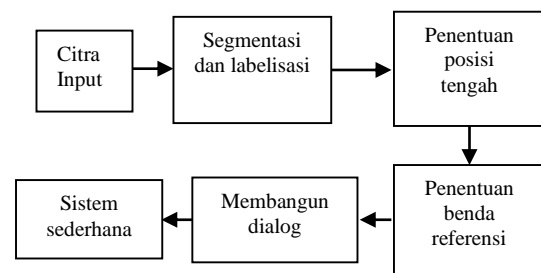 Citra
Input
Segmentasi
dan labelisasi
Penentuan
posisi
tengah
Penentuan
benda
referensi
Membangun
dialog
Sistem
sederhana